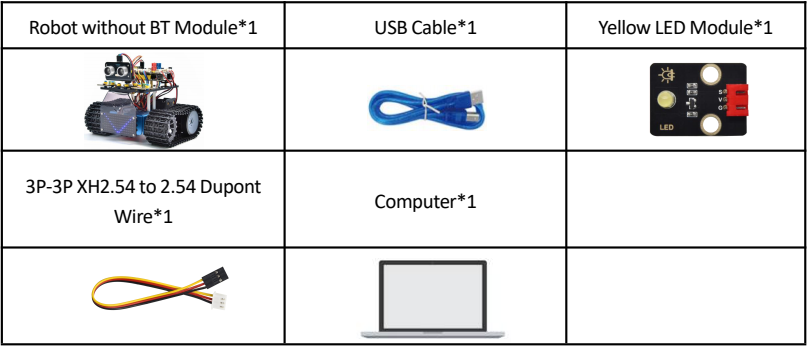 Robot without BT Module*1
USB Cable*1
Yellow LED Module*1
S
V
G
LED
3P-3P XH2.54 to 2.54 Dupont
Wire*1
Computer*1